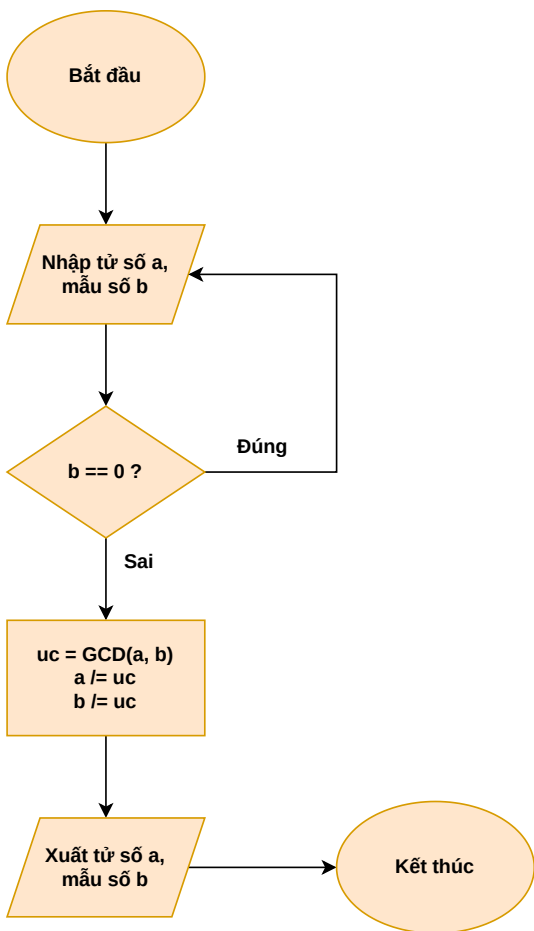 Bắt đầu
Nhập tử số a,
mẫu số b
b == 0 ?
Đúng
Sai
uc = GCD(a, b)
a /= uc
b /= uc
Xuất tử số a,
mẫu số b
Kết thúc